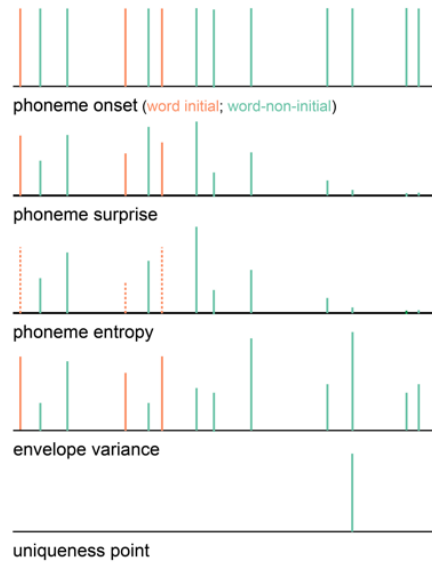 phoneme onset (word initial; word-non-initial)
phoneme surprise
phoneme entropy
envelope variance
uniqueness point